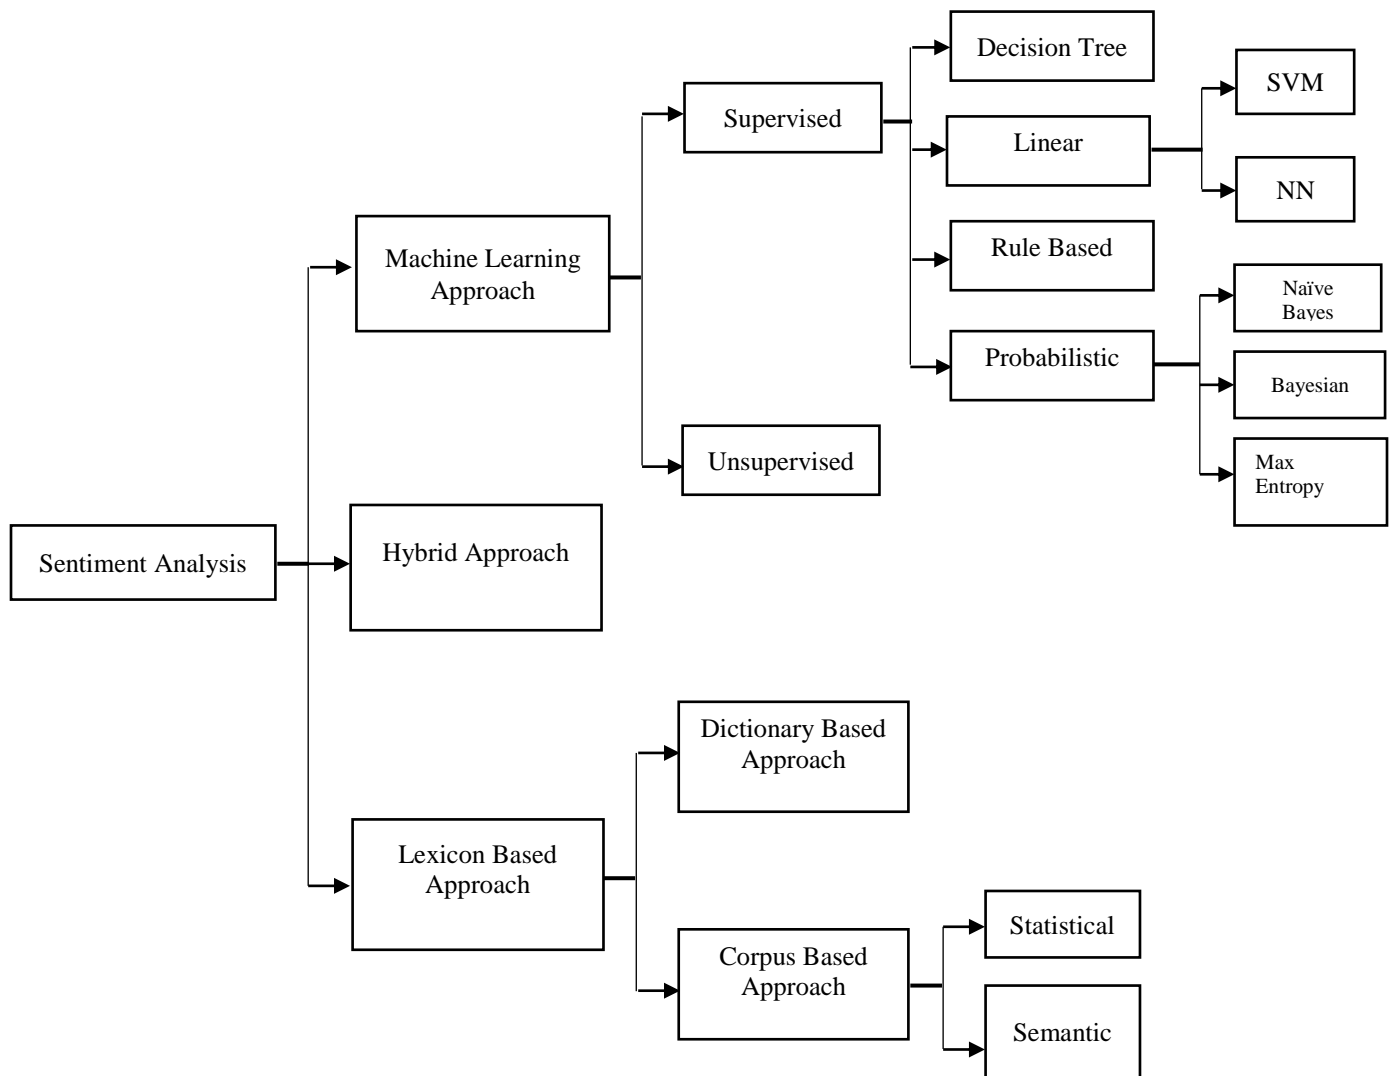 Decision Tree
SVM
Supervised
Linear
NN
Rule Based
Machine Learning
Approach
Naïve
Bayes
Probabilistic
Bayesian
Unsupervised
Max
Entropy
Sentiment Analysis
Hybrid Approach
Dictionary Based
Approach
Lexicon Based
Approach
Statistical
Corpus Based
Approach
Semantic